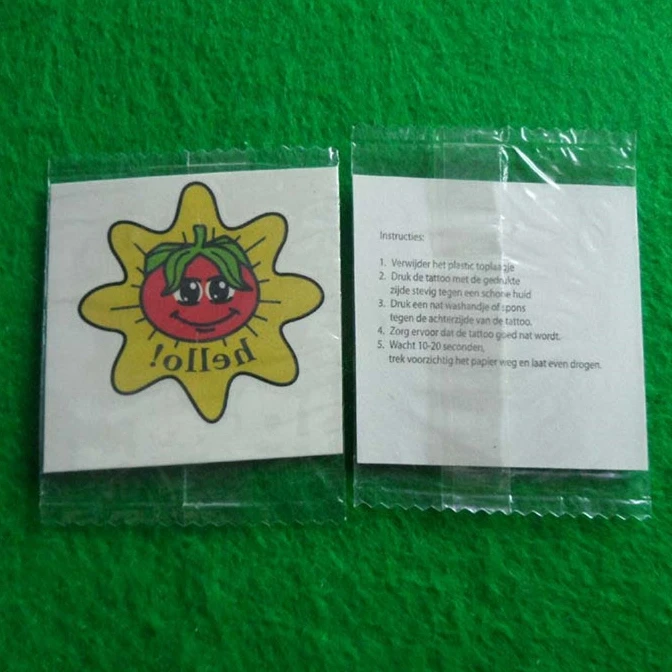 hello!
Instructies:
1. Verwijder het plastic toplaagje
2. Druk de tattoo met de gedrukte
zijde stevig tegen een schone huid
3. Druk een nat washandje of spons
tegen de achterzijde van de tattoo.
4. Zorg ervoor dat de tattoo goed nat wordt.
5. Wacht 10-20 seconden,
trek voorzichtig het papier weg en laat even drogen.